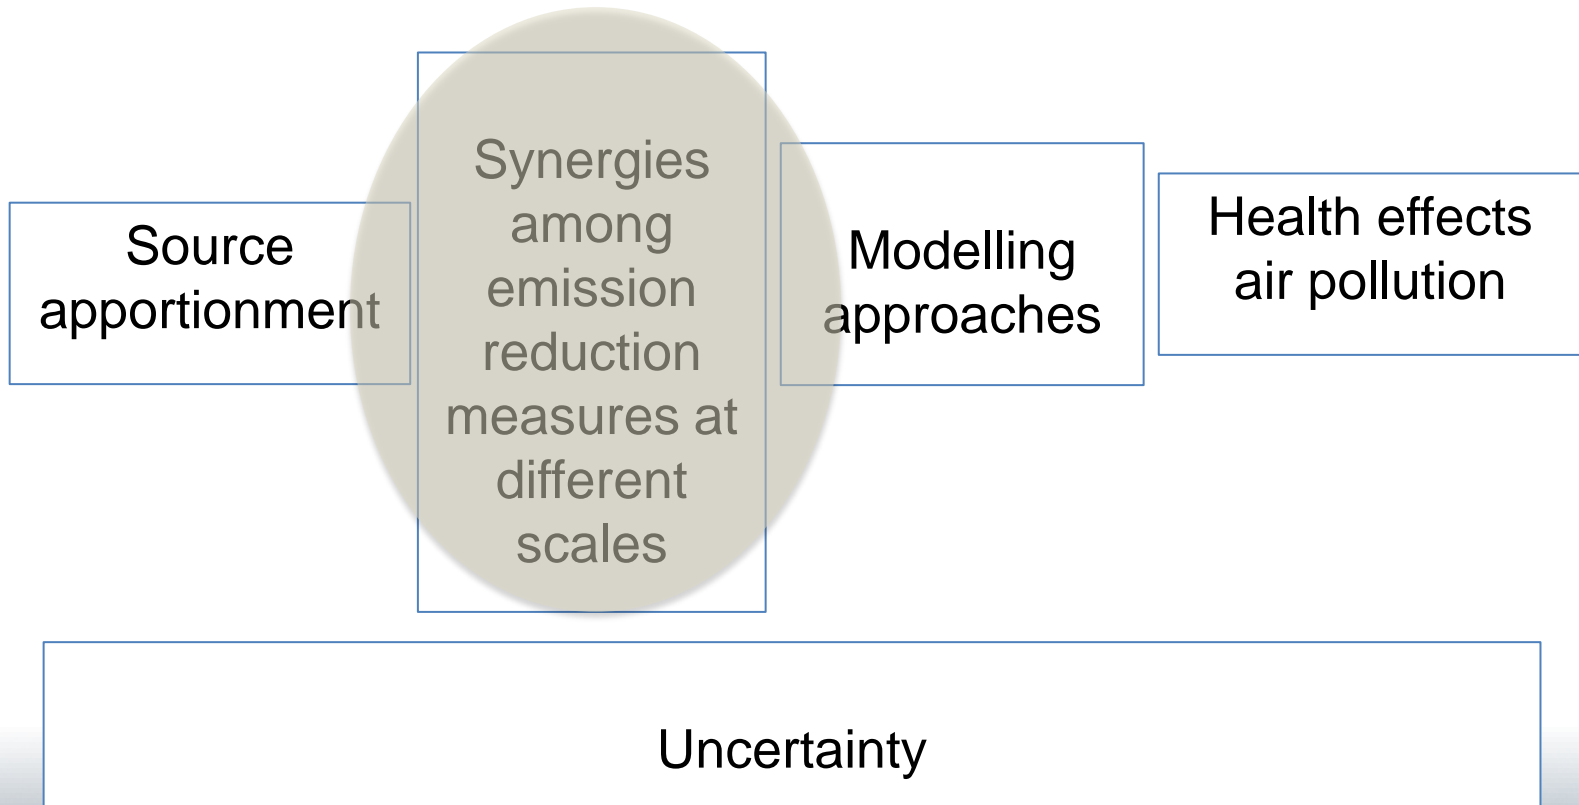 Source
apportionment
Synergies
among
emission
reduction
measures at
different
scales
Modelling
approaches
Health effects
air pollution
Uncertainty